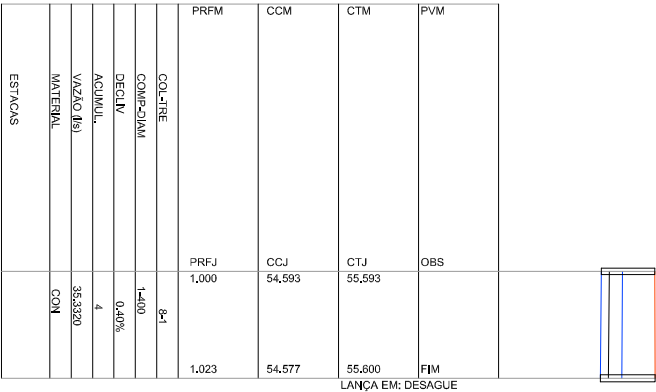 PRFM CCM CTM PVM
ESTACAS
MATERIAL
VAZÃO (l/s)
ACUMUL.
DECLIV
COMP-DIAM
COL-TRE
PRFJ CCJ CTJ OBS
1.000 54.593 55.593
CON
35.3320
4
0.40%
1-400
8-1
1.023 54.577 55.600 FIM
LANÇA EM: DESAGUE